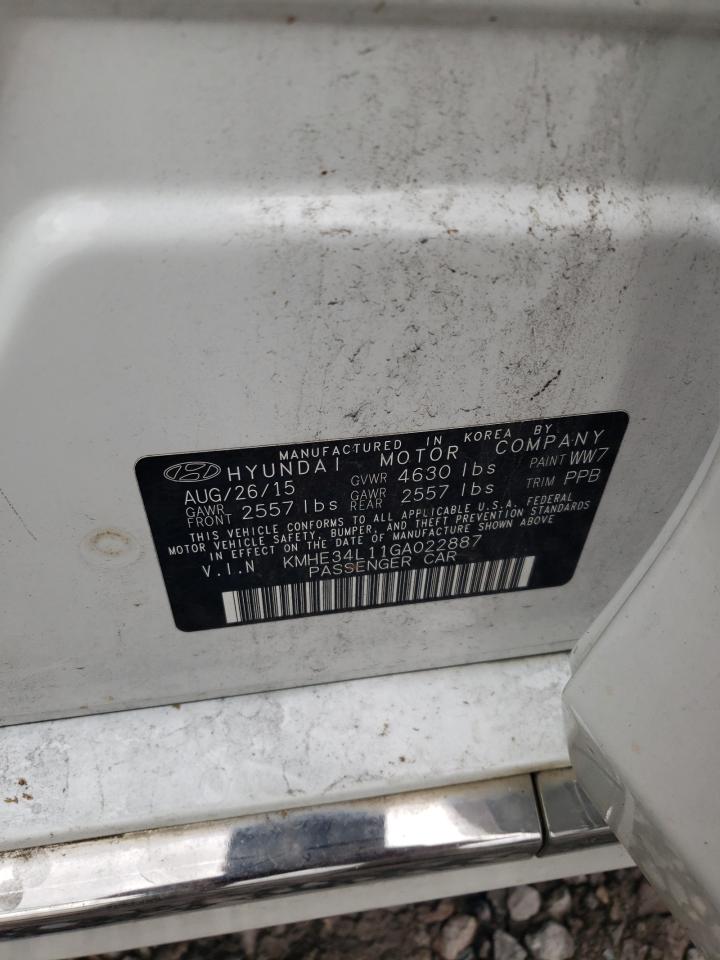 MANUFACTURED IN KOREA BY
HYUNDAI MOTOR COMPANY
AUG/26/15 GVWR 4630 lbs PAINT WW7
GAWR FRONT 2557 lbs GAWR REAR 2557 lbs TRIM PPB
THIS VEHICLE CONFORMS TO ALL APPLICABLE U.S.A. FEDERAL
MOTOR VEHICLE SAFETY, BUMPER, AND THEFT PREVENTION STANDARDS
IN EFFECT ON THE DATE OF MANUFACTURE SHOWN ABOVE
V.I.N KMHE34L11GA022887
PASSENGER CAR